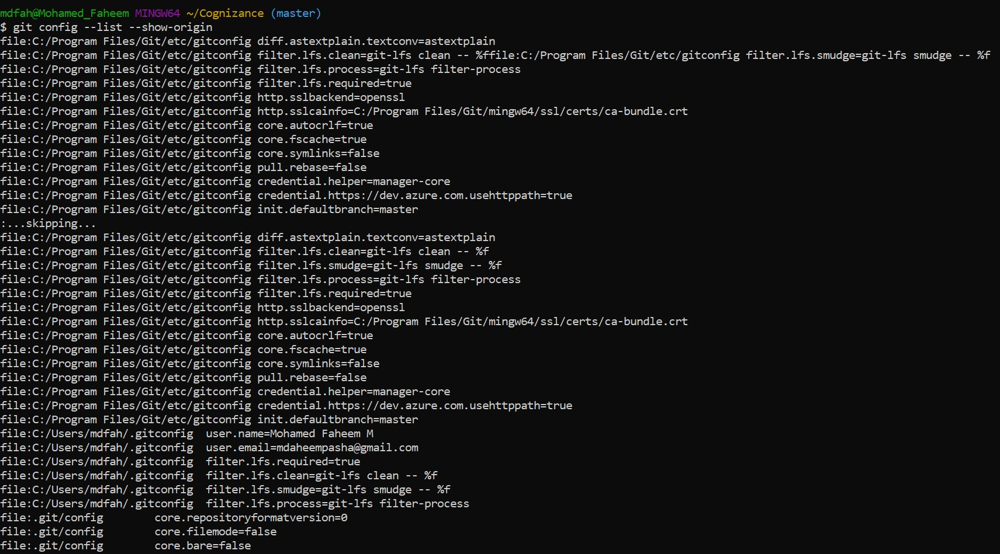 mdfah@Mohamed_Faheem MINGW64 ~/Cognizance (master)
$ git config --list --show-origin
file:C:/Program Files/Git/etc/gitconfig diff.astextplain.textconv=astextplain
file:C:/Program Files/Git/etc/gitconfig filter.lfs.clean=git-lfs clean -- %ffile:C:/Program Files/Git/etc/gitconfig filter.lfs.smudge=git-lfs smudge -- %f
file:C:/Program Files/Git/etc/gitconfig filter.lfs.process=git-lfs filter-process
file:C:/Program Files/Git/etc/gitconfig filter.lfs.required=true
file:C:/Program Files/Git/etc/gitconfig http.sslbackend=openssl
file:C:/Program Files/Git/etc/gitconfig http.sslcainfo=C:/Program Files/Git/mingw64/ssl/certs/ca-bundle.crt
file:C:/Program Files/Git/etc/gitconfig core.autocrlf=true
file:C:/Program Files/Git/etc/gitconfig core.fscache=true
file:C:/Program Files/Git/etc/gitconfig core.symlinks=false
file:C:/Program Files/Git/etc/gitconfig pull.rebase=false
file:C:/Program Files/Git/etc/gitconfig credential.helper=manager-core
file:C:/Program Files/Git/etc/gitconfig credential.https://dev.azure.com.usehttppath=true
file:C:/Program Files/Git/etc/gitconfig init.defaultbranch=master
:...skipping...
file:C:/Program Files/Git/etc/gitconfig diff.astextplain.textconv=astextplain
file:C:/Program Files/Git/etc/gitconfig filter.lfs.clean=git-lfs clean -- %f
file:C:/Program Files/Git/etc/gitconfig filter.lfs.smudge=git-lfs smudge -- %f
file:C:/Program Files/Git/etc/gitconfig filter.lfs.process=git-lfs filter-process
file:C:/Program Files/Git/etc/gitconfig filter.lfs.required=true
file:C:/Program Files/Git/etc/gitconfig http.sslbackend=openssl
file:C:/Program Files/Git/etc/gitconfig http.sslcainfo=C:/Program Files/Git/mingw64/ssl/certs/ca-bundle.crt
file:C:/Program Files/Git/etc/gitconfig core.autocrlf=true
file:C:/Program Files/Git/etc/gitconfig core.fscache=true
file:C:/Program Files/Git/etc/gitconfig core.symlinks=false
file:C:/Program Files/Git/etc/gitconfig pull.rebase=false
file:C:/Program Files/Git/etc/gitconfig credential.helper=manager-core
file:C:/Program Files/Git/etc/gitconfig credential.https://dev.azure.com.usehttppath=true
file:C:/Program Files/Git/etc/gitconfig init.defaultbranch=master
file:C:/Users/mdfah/.gitconfig  user.name=Mohamed Faheem M
file:C:/Users/mdfah/.gitconfig  user.email=mdaheempasha@gmail.com
file:C:/Users/mdfah/.gitconfig  filter.lfs.required=true
file:C:/Users/mdfah/.gitconfig  filter.lfs.clean=git-lfs clean -- %f
file:C:/Users/mdfah/.gitconfig  filter.lfs.smudge=git-lfs smudge -- %f
file:C:/Users/mdfah/.gitconfig  filter.lfs.process=git-lfs filter-process
file:.git/config        core.repositoryformatversion=0
file:.git/config        core.filemode=false
file:.git/config        core.bare=false